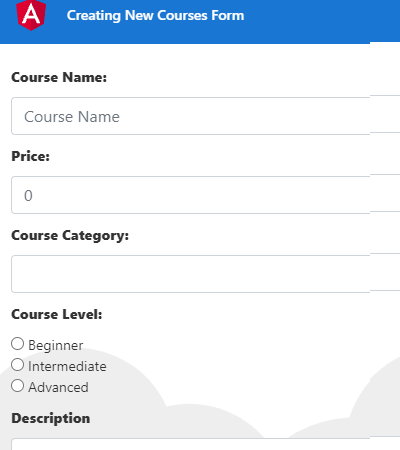 A
Creating New Courses Form
Course Name:
Course Name
Price:
0
Course Category:
Course Level:
Beginner
Intermediate
Advanced
Description